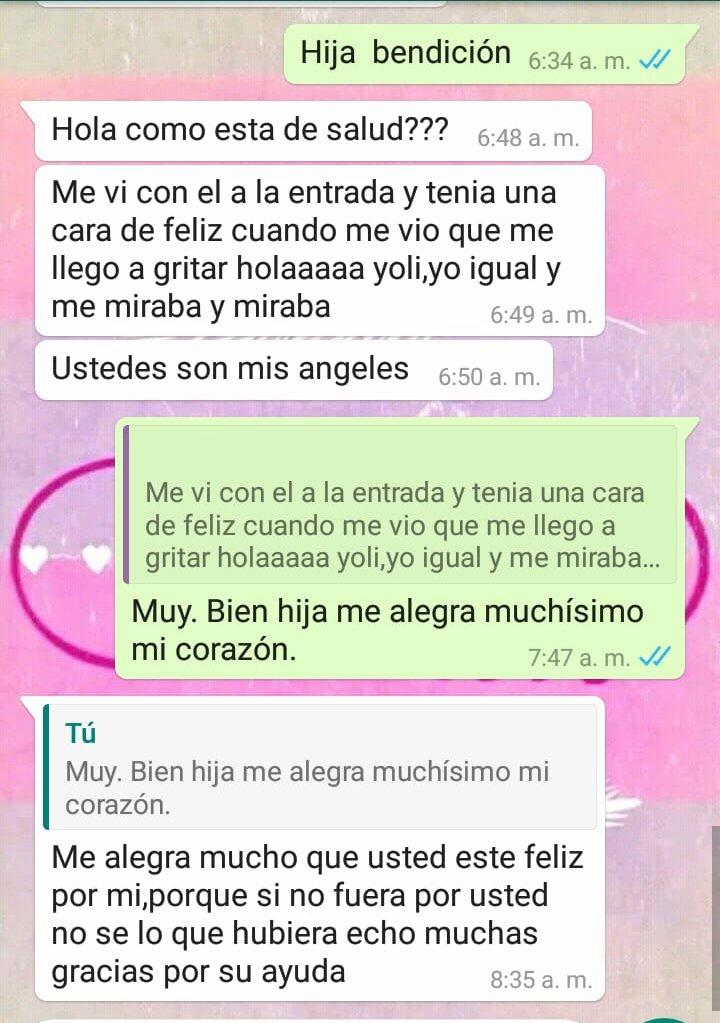 Hija bendición 6:34 a. m.
Hola como esta de salud??? 6:48 a. m.
Me vi con el a la entrada y tenia una
cara de feliz cuando me vio que me
llego a gritar holaaaaa yoli,yo igual y
me miraba y miraba 6:49 a. m.
Ustedes son mis angeles 6:50 a. m.
Me vi con el a la entrada y tenia una cara
de feliz cuando me vio que me llego a
gritar holaaaaa yoli,yo igual y me miraba...
Muy. Bien hija me alegra muchísimo
mi corazón. 7:47 a. m.
Tú
Muy. Bien hija me alegra muchísimo mi
corazón.
Me alegra mucho que usted este feliz
por mi,porque si no fuera por usted
no se lo que hubiera echo muchas
gracias por su ayuda 8:35 a. m.